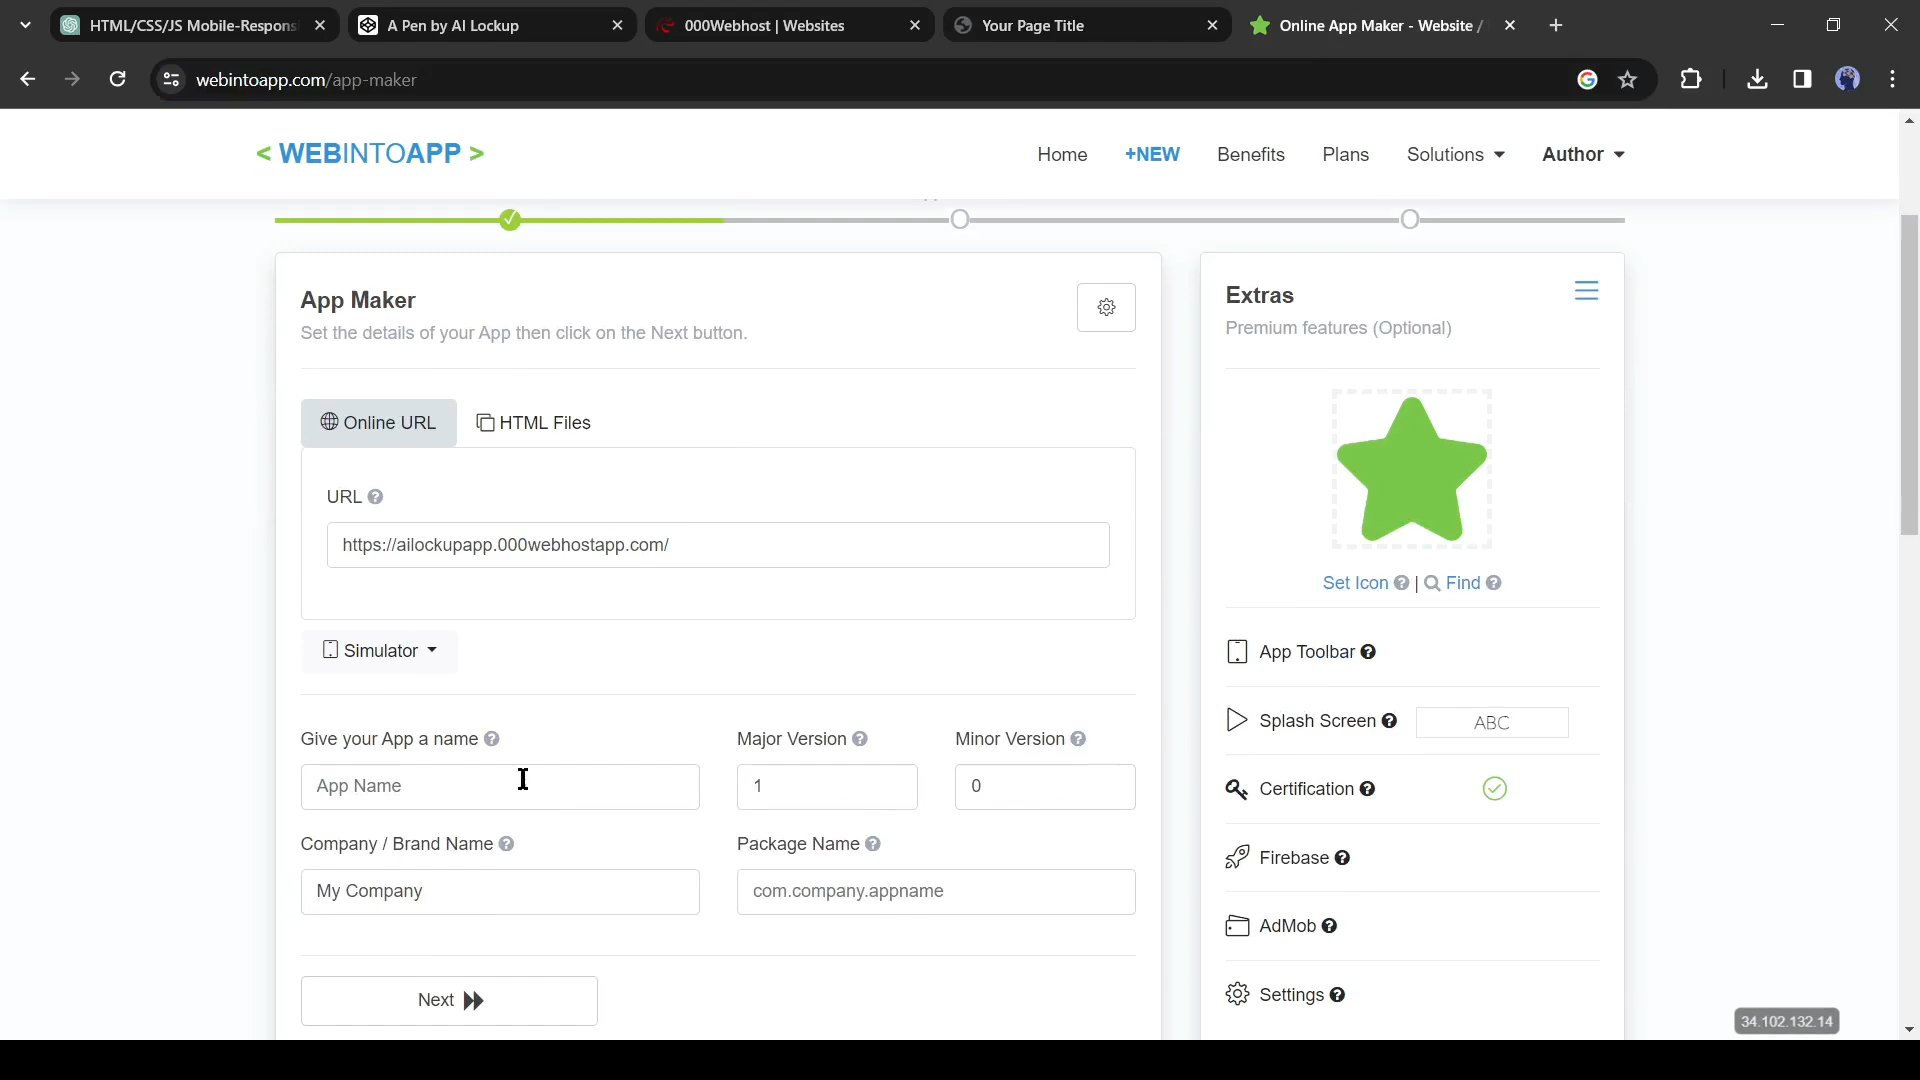 HTML/CSS/JS Mobile-Respons
A Pen by AI Lockup
000Webhost | Websites
Your Page Title
Online App Maker - Website /
webintoapp.com/app-maker
< WEBINTOAPP >
Home
+NEW
Benefits
Plans
Solutions
Author
App Maker
Set the details of your App then click on the Next button.
Online URL
HTML Files
URL
https://ailockupapp.000webhostapp.com/
Simulator
Give your App a name
Major Version
Minor Version
App Name
1
0
Company / Brand Name
Package Name
My Company
com.company.appname
Next
Extras
Premium features (Optional)
Set Icon | Find
App Toolbar
Splash Screen
ABC
Certification
Firebase
AdMob
Settings
34.102.132.14